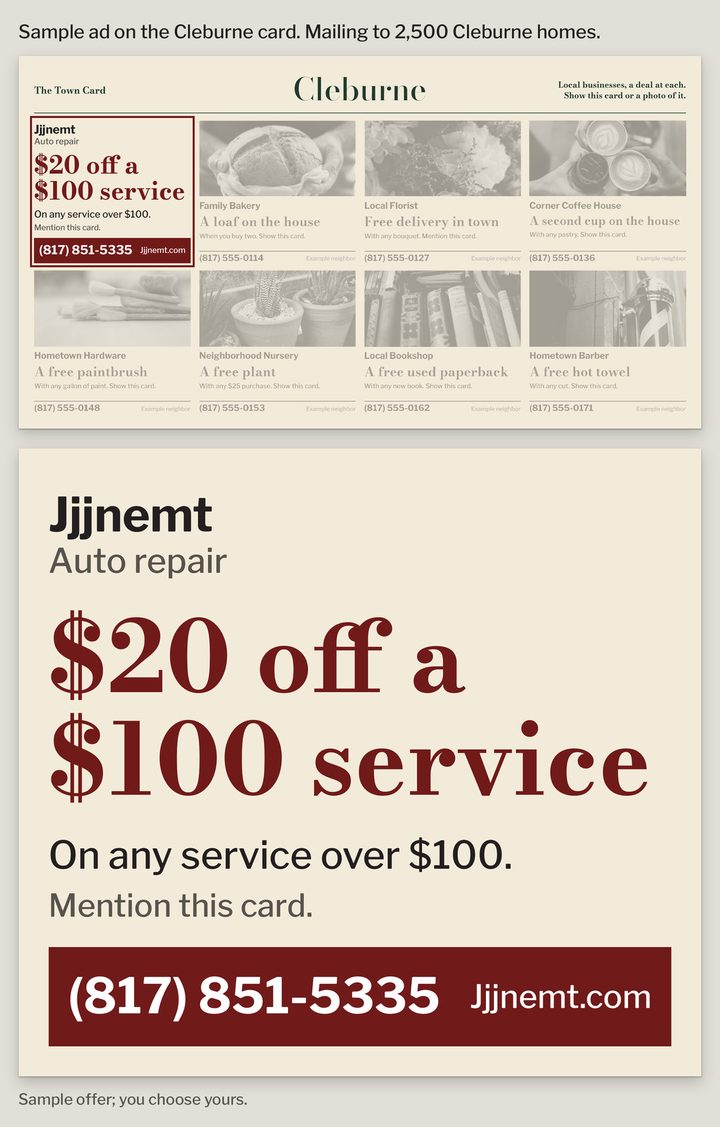 Sample ad on the Cleburne card. Mailing to 2,500 Cleburne homes.
The Town Card
Cleburne
Local businesses, a deal at each.
Show this card or a photo of it.
Jjjnemt
Auto repair
$20 off a
$100 service
On any service over $100.
Mention this card.
(817) 851-5335 Jjjnemt.com
Family Bakery
A loaf on the house
When you buy two. Show this card.
(817) 555-0114 Example neighbor
Local Florist
Free delivery in town
With any bouquet. Mention this card.
(817) 555-0127 Example neighbor
Corner Coffee House
A second cup on the house
With any pastry. Show this card.
(817) 555-0136 Example neighbor
Hometown Hardware
A free paintbrush
With any gallon of paint. Show this card.
(817) 555-0148 Example neighbor
Neighborhood Nursery
A free plant
With any $25 purchase. Show this card.
(817) 555-0153 Example neighbor
Local Bookshop
A free used paperback
With any new book. Show this card.
(817) 555-0162 Example neighbor
Hometown Barber
A free hot towel
With any cut. Show this card.
(817) 555-0171 Example neighbor
Jjjnemt
Auto repair
$20 off a
$100 service
On any service over $100.
Mention this card.
(817) 851-5335 Jjjnemt.com
Sample offer; you choose yours.